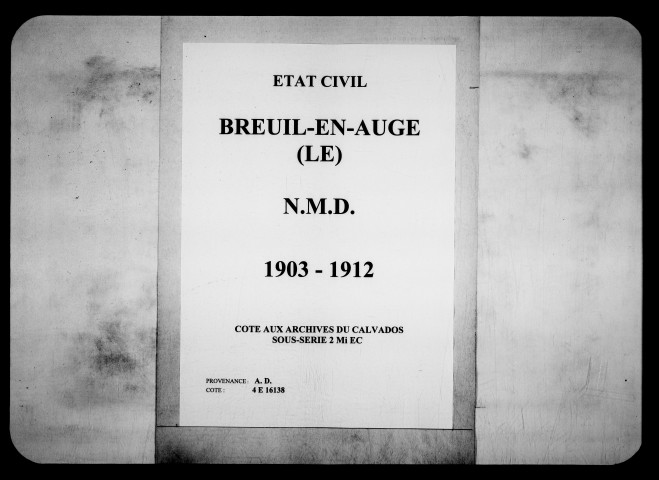 ETAT CIVIL
BREUIL-EN-AUGE
(LE)
N.M.D.
1903 - 1912
COTE AUX ARCHIVES DU CALVADOS
SOUS-SERIE 2 Mi EC
PROVENANCE : A. D.
COTE : 4 E 16138